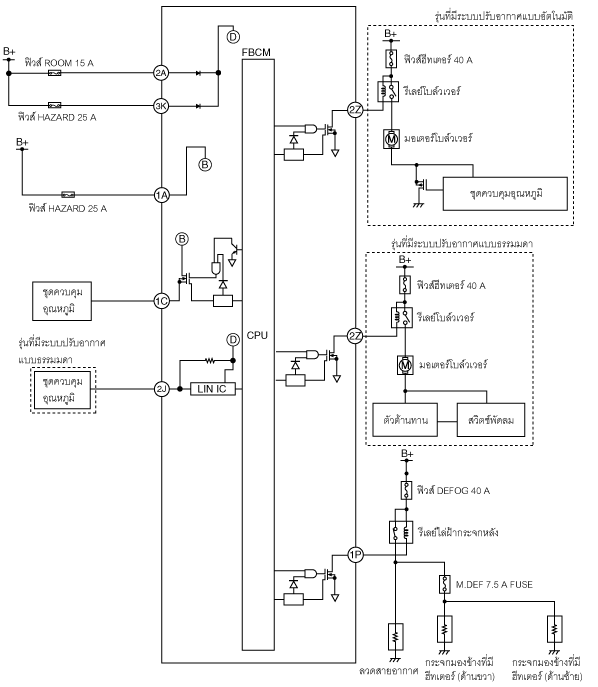 รุ่นที่มีระบบปรับอากาศแบบอัตโนมัติ
B+
ฟิวส์ ROOM 15 A
2A
D
FBCM
3K
ฟิวส์ HAZARD 25 A
B+
ฟิวส์ฮีทเตอร์ 40 A
รีเลย์โบล์วเวอร์
2Z
มอเตอร์โบล์วเวอร์
M
ชุดควบคุมอุณหภูมิ
B+
B
1A
ฟิวส์ HAZARD 25 A
B
ชุดควบคุม
อุณหภูมิ
1C
CPU
รุ่นที่มีระบบปรับอากาศแบบธรรมมดา
B+
ฟิวส์ฮีทเตอร์ 40 A
รีเลย์โบล์วเวอร์
2Z
มอเตอร์โบล์วเวอร์
M
ตัวต้านทาน
สวิตช์พัดลม
รุ่นที่มีระบบปรับอากาศ
แบบธรรมมดา
ชุดควบคุม
อุณหภูมิ
2J
D
LIN IC
B+
ฟิวส์ DEFOG 40 A
รีเลย์ไล่ฝ้ากระจกหลัง
1P
M.DEF 7.5 A FUSE
ลวดสายอากาศ
กระจกมองข้างที่มี
ฮีทเตอร์ (ด้านขวา)
กระจกมองข้างที่มี
ฮีทเตอร์ (ด้านซ้าย)